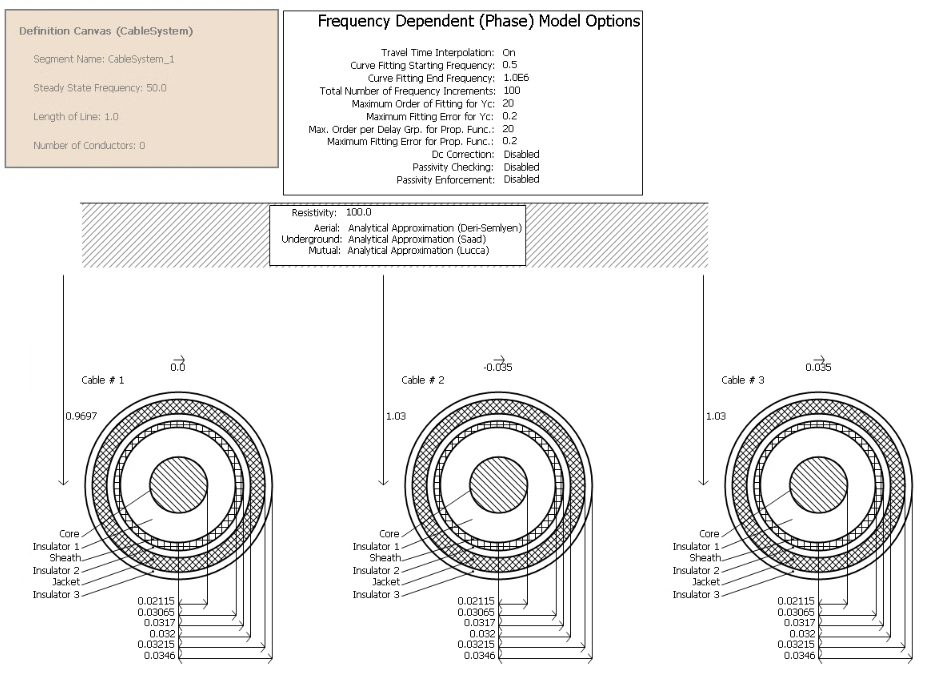 Definition Canvas (CableSystem)
Segment Name: CableSystem_1
Steady State Frequency: 50.0
Length of Line: 1.0
Number of Conductors: 0
Frequency Dependent (Phase) Model Options
Travel Time Interpolation: On
Curve Fitting Starting Frequency: 0.5
Curve Fitting End Frequency: 1.0E6
Total Number of Frequency Increments: 100
Maximum Order of Fitting for Yc: 20
Maximum Fitting Error for Yc: 0.2
Max. Order per Delay Grp. for Prop. Func.: 20
Maximum Fitting Error for Prop. Func.: 0.2
Dc Correction: Disabled
Passivity Checking: Disabled
Passivity Enforcement: Disabled
Resistivity: 100.0
Aerial: Analytical Approximation (Deri-Semlyen)
Underground: Analytical Approximation (Saad)
Mutual: Analytical Approximation (Lucca)
0.0
Cable # 1
0.9697
Core
Insulator 1
Sheath
Insulator 2
Jacket
Insulator 3
0.02115
0.03065
0.0317
0.032
0.03215
0.0346
-0.035
Cable # 2
1.03
Core
Insulator 1
Sheath
Insulator 2
Jacket
Insulator 3
0.02115
0.03065
0.0317
0.032
0.03215
0.0346
0.035
Cable # 3
1.03
Core
Insulator 1
Sheath
Insulator 2
Jacket
Insulator 3
0.02115
0.03065
0.0317
0.032
0.03215
0.0346